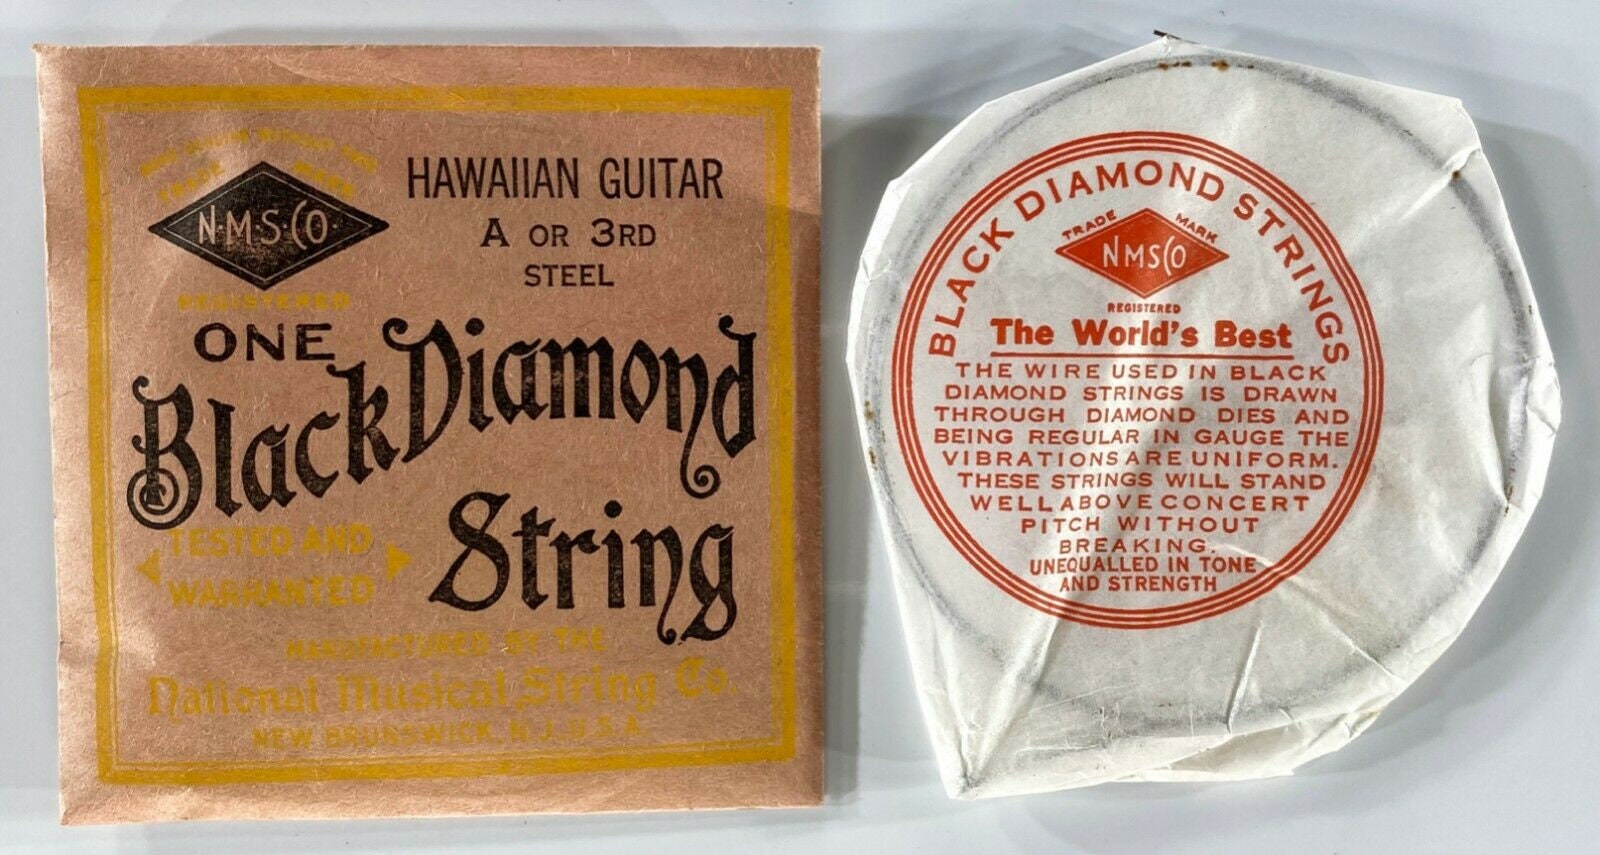 NONE GENUINE WITHOUT THIS
TRADE MARK
N·M·S·CO.
REGISTERED
HAWAIIAN GUITAR
A OR 3RD
STEEL
ONE
Black Diamond
String
TESTED AND
WARRANTED
MANUFACTURED BY THE
National Musical String Co.
NEW BRUNSWICK, N.J. U.S.A.
BLACK DIAMOND STRINGS
TRADE MARK
NMSCO
REGISTERED
The World's Best
THE WIRE USED IN BLACK
DIAMOND STRINGS IS DRAWN
THROUGH DIAMOND DIES AND
BEING REGULAR IN GAUGE THE
VIBRATIONS ARE UNIFORM.
THESE STRINGS WILL STAND
WELL ABOVE CONCERT
PITCH WITHOUT
BREAKING.
UNEQUALLED IN TONE
AND STRENGTH